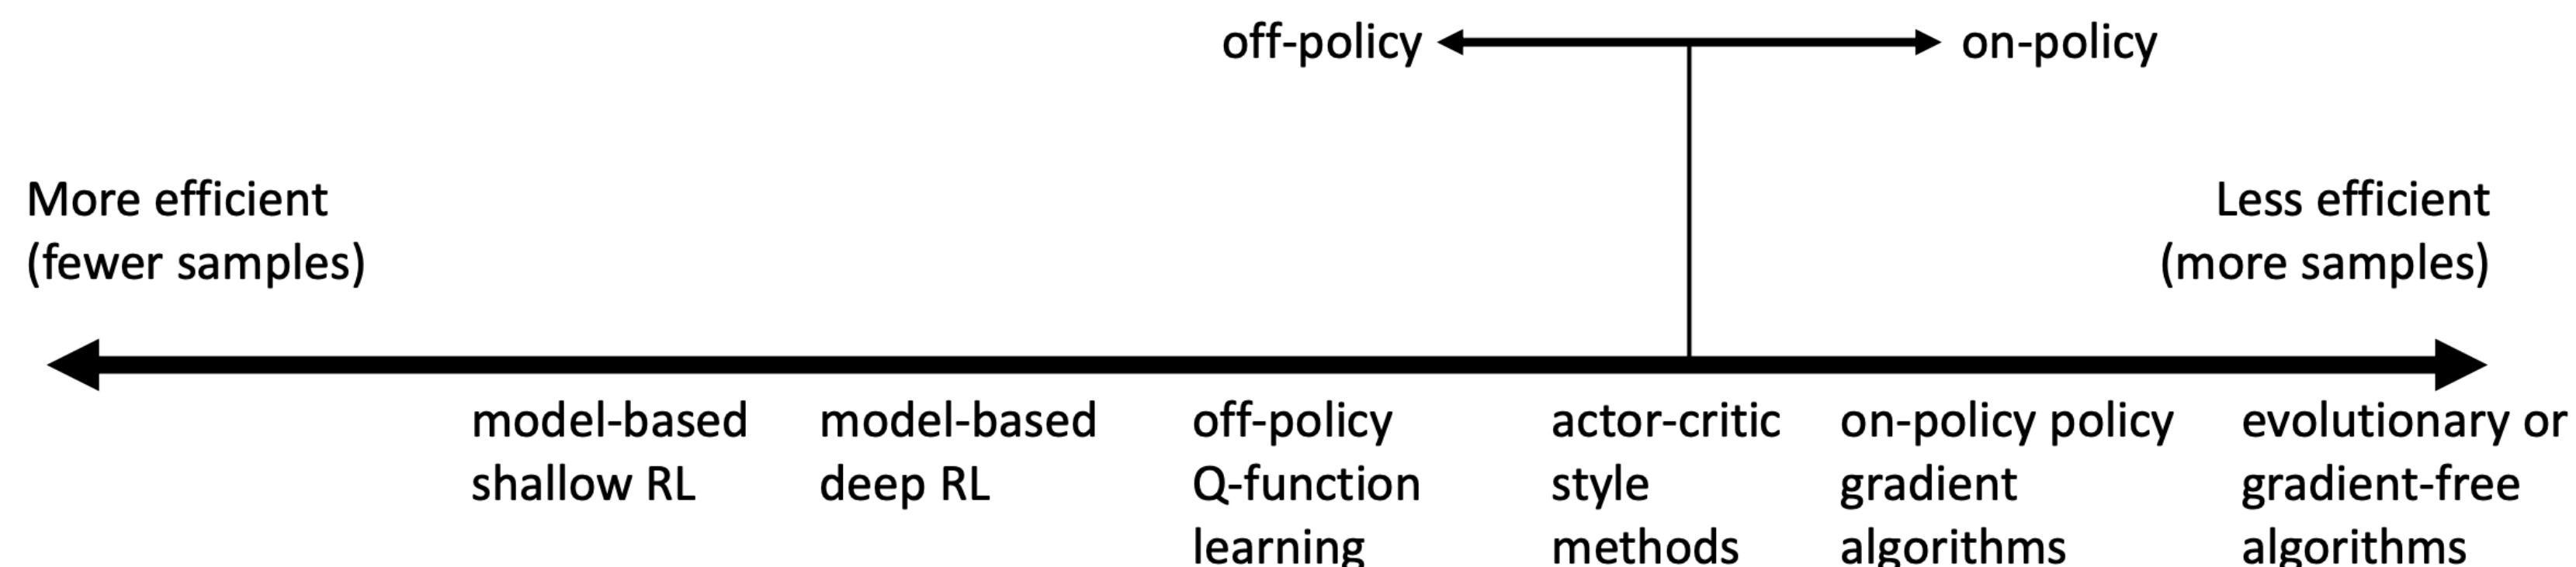 off-policy
on-policy
More efficient
(fewer samples)
Less efficient
(more samples)
model-based
shallow RL
model-based
deep RL
off-policy
Q-function
learning
actor-critic
style
methods
on-policy policy
gradient
algorithms
evolutionary or
gradient-free
algorithms